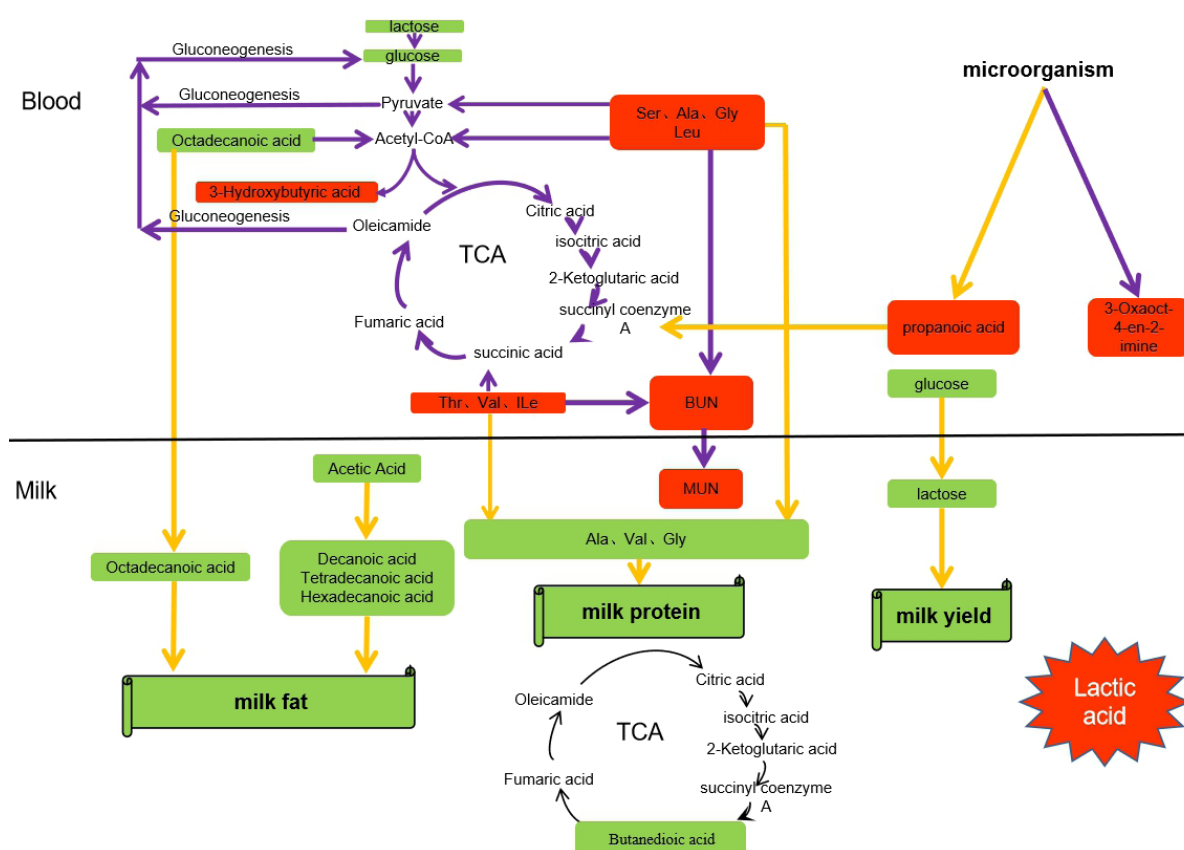 lactose
glucose
Gluconeogenesis
microorganism
Blood
Gluconeogenesis
Pyruvate
Ser、Ala、Gly
Leu
Octadecanoic acid
Acetyl-CoA
3-Hydroxybutyric acid
Gluconeogenesis
Oleicamide
Citric acid
isocitric acid
TCA
2-Ketoglutaric acid
succinyl coenzyme
A
Fumaric acid
succinic acid
propanoic acid
3-Oxaoct-
4-en-2-
imine
glucose
Thr、Val、ILe
BUN
Milk
Acetic Acid
MUN
lactose
Ala、Val、Gly
Octadecanoic acid
Decanoic acid
Tetradecanoic acid
Hexadecanoic acid
milk protein
milk yield
milk fat
Lactic
acid
Oleicamide
Citric acid
isocitric acid
TCA
2-Ketoglutaric acid
Fumaric acid
succinyl coenzyme
A
Butanedioic acid